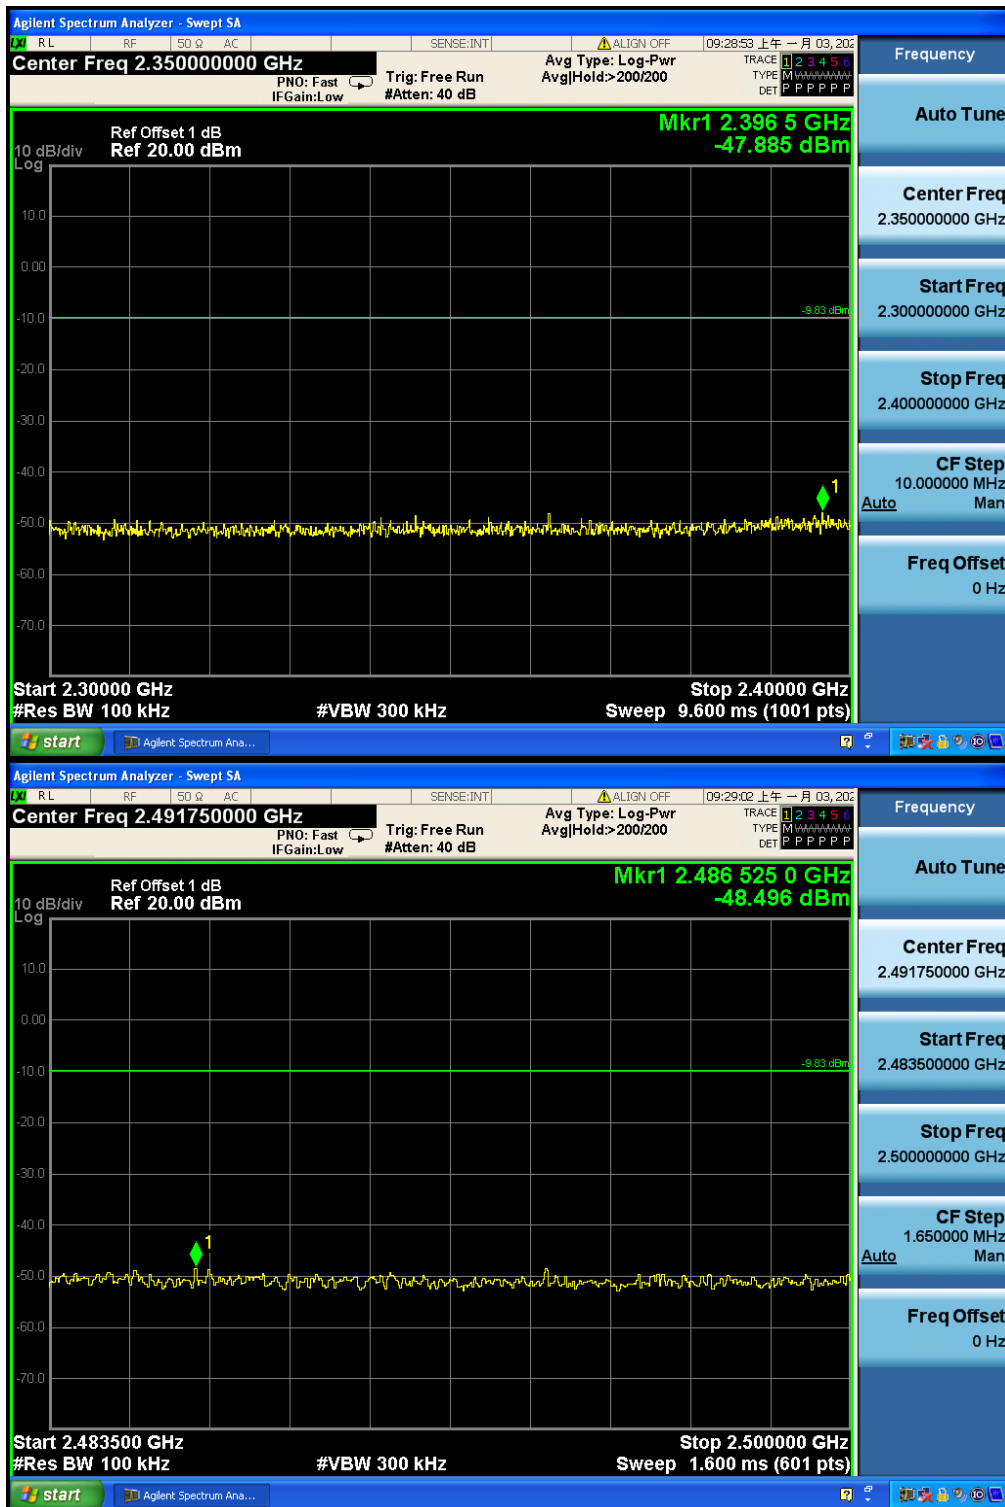 Agilent Spectrum Analyzer - Swept SA
LXI RL RF 50 Ω AC SENSE:INT ALIGN OFF 09:28:53 上午 一月 03, 202
Center Freq 2.350000000 GHz
PNO: Fast
IFGain:Low
Trig: Free Run
#Atten: 40 dB
Avg Type: Log-Pwr
Avg|Hold:>200/200
TRACE 1 2 3 4 5 6
TYPE M
DET P P P P P P
Ref Offset 1 dB
Ref 20.00 dBm
10 dB/div
Log
Mkr1 2.396 5 GHz
-47.885 dBm
10.0
0.00
-10.0
-9.83 dBm
-20.0
-30.0
-40.0
1
-50.0
-60.0
-70.0
Start 2.30000 GHz
Stop 2.40000 GHz
#Res BW 100 kHz
#VBW 300 kHz
Sweep 9.600 ms (1001 pts)
Frequency
Auto Tune
Center Freq
2.350000000 GHz
Start Freq
2.300000000 GHz
Stop Freq
2.400000000 GHz
CF Step
10.000000 MHz
Auto Man
Freq Offset
0 Hz
start
Agilent Spectrum Ana...
Agilent Spectrum Analyzer - Swept SA
LXI RL RF 50 Ω AC SENSE:INT ALIGN OFF 09:29:02 上午 一月 03, 202
Center Freq 2.491750000 GHz
PNO: Fast
IFGain:Low
Trig: Free Run
#Atten: 40 dB
Avg Type: Log-Pwr
Avg|Hold:>200/200
TRACE 1 2 3 4 5 6
TYPE M
DET P P P P P P
Ref Offset 1 dB
Ref 20.00 dBm
10 dB/div
Log
Mkr1 2.486 525 0 GHz
-48.496 dBm
10.0
0.00
-10.0
-9.83 dBm
-20.0
-30.0
-40.0
1
-50.0
-60.0
-70.0
Start 2.483500 GHz
Stop 2.500000 GHz
#Res BW 100 kHz
#VBW 300 kHz
Sweep 1.600 ms (601 pts)
Frequency
Auto Tune
Center Freq
2.491750000 GHz
Start Freq
2.483500000 GHz
Stop Freq
2.500000000 GHz
CF Step
1.650000 MHz
Auto Man
Freq Offset
0 Hz
start
Agilent Spectrum Ana...